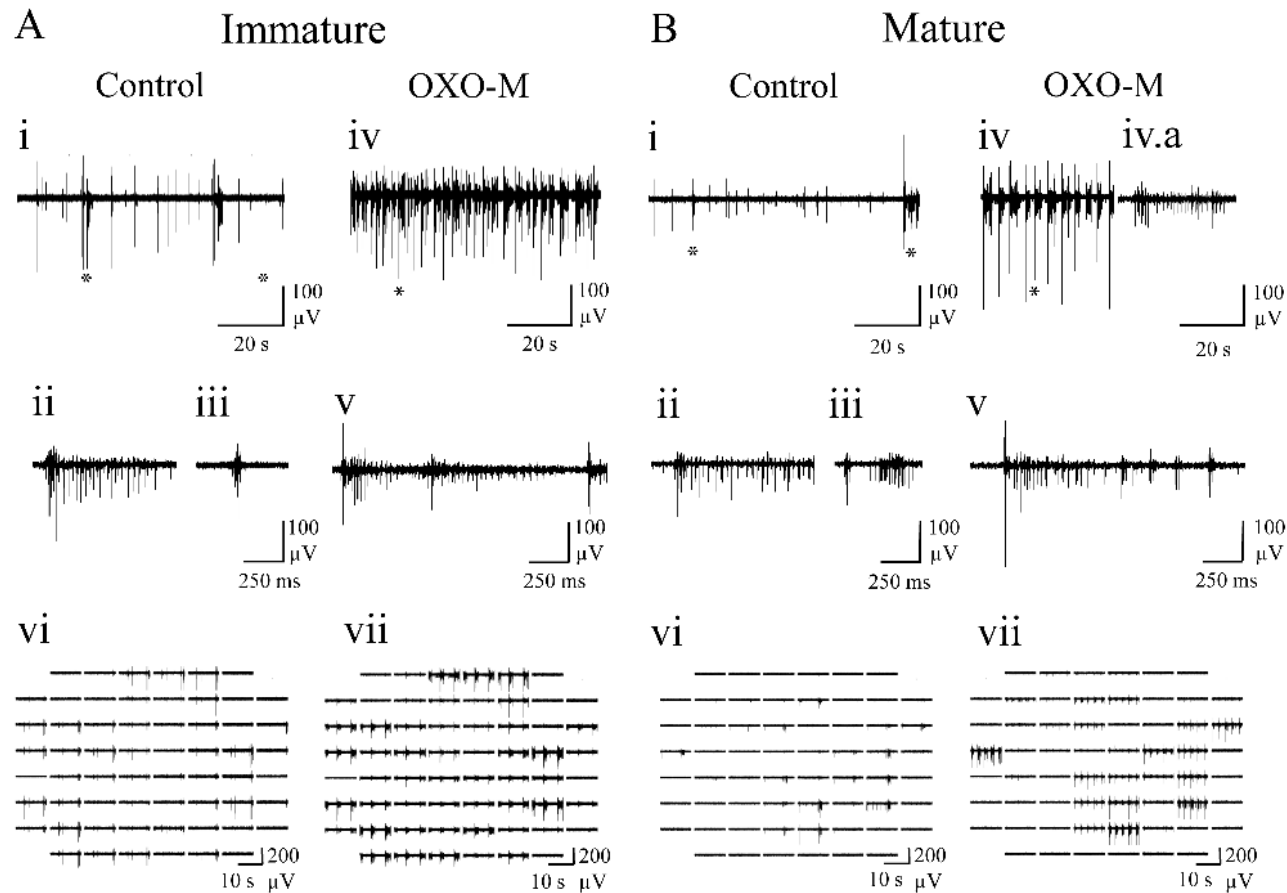 A Immature B Mature
Control OXO-M Control OXO-M
i iv i iv iv.a
* * * * * *
100 100 100 100
µV µV µV µV
20 s 20 s 20 s 20 s
ii iii v ii iii v
100 100 100 100
µV µV µV µV
250 ms 250 ms 250 ms 250 ms
vi vii vi vii
200 200 200 200
10 s µV 10 s µV 10 s µV 10 s µV